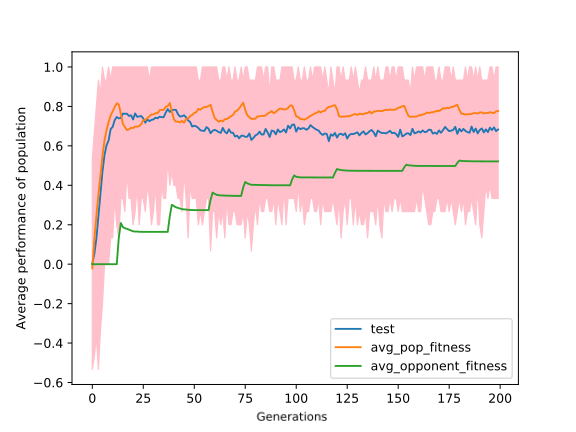 1.0
0.8
0.6
0.4
0.2
0.0
−0.2
−0.4
−0.6
Average performance of population
test
avg_pop_fitness
avg_opponent_fitness
0 25 50 75 100 125 150 175 200
Generations